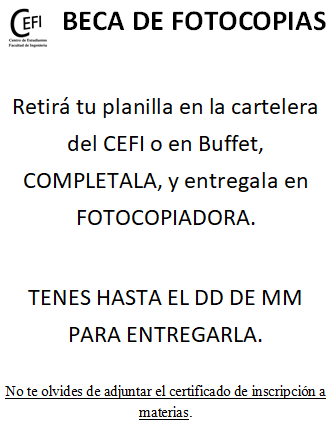 CEFI
Centro de Estudiantes
Facultad de Ingeniería
BECA DE FOTOCOPIAS
Retirá tu planilla en la cartelera
del CEFI o en Buffet,
COMPLETALA, y entregala en
FOTOCOPIADORA.
TENES HASTA EL DD DE MM
PARA ENTREGARLA.
No te olvides de adjuntar el certificado de inscripción a
materias.